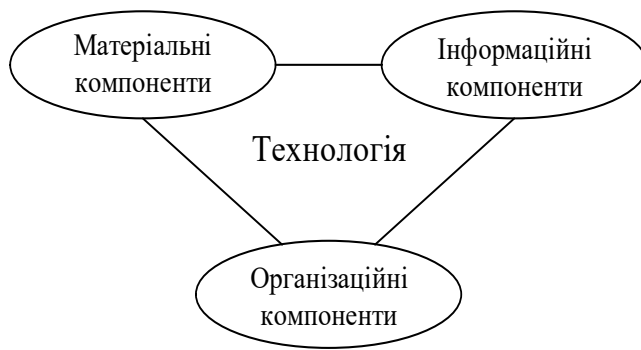 Матеріальні
компоненти
Інформаційні
компоненти
Технологія
Організаційні
компоненти